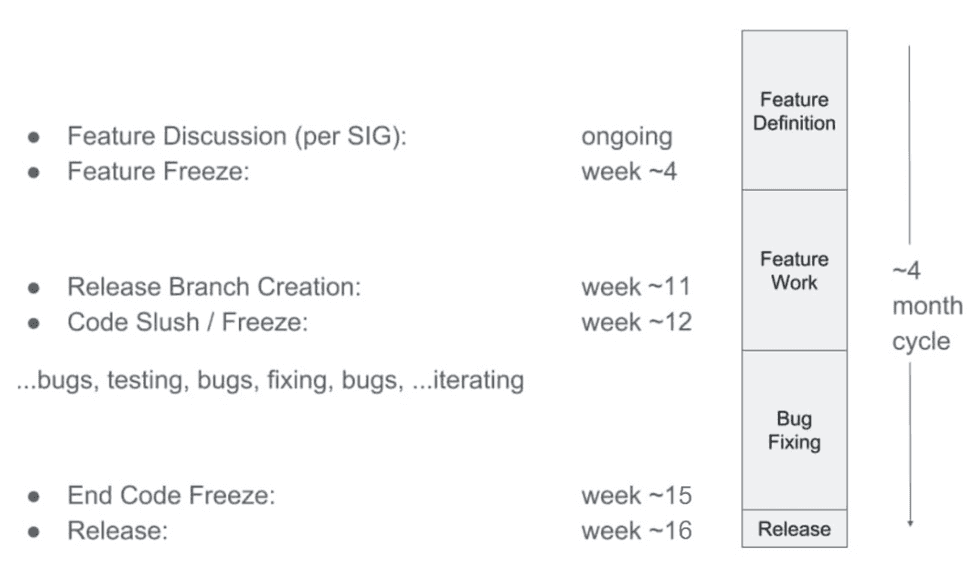 ● Feature Discussion (per SIG): ongoing
● Feature Freeze: week ~4
● Release Branch Creation: week ~11
● Code Slush / Freeze: week ~12
...bugs, testing, bugs, fixing, bugs, ...iterating
● End Code Freeze: week ~15
● Release: week ~16
Feature
Definition
Feature
Work
Bug
Fixing
Release
~4
month
cycle